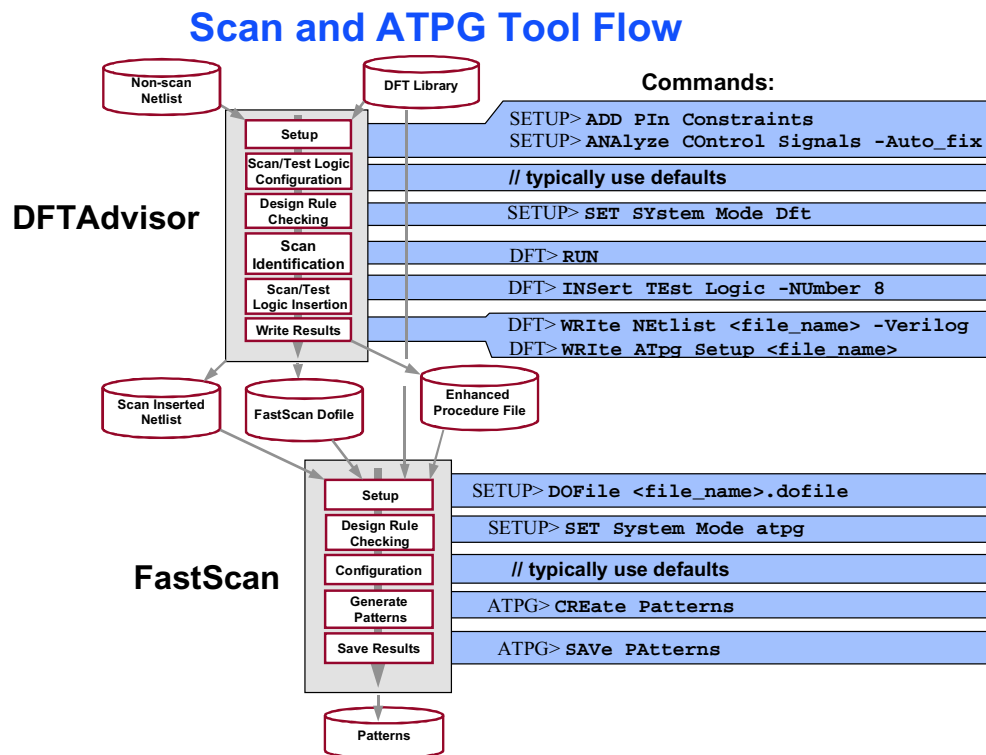 Scan and ATPG Tool Flow
Non-scan
Netlist
DFT Library
Commands:
DFTAdvisor
Setup
SETUP> ADD PIn Constraints
SETUP> ANAlyze COntrol Signals -Auto_fix
Scan/Test Logic
Configuration
// typically use defaults
Design Rule
Checking
SETUP> SET SYstem Mode Dft
Scan
Identification
DFT> RUN
Scan/Test
Logic Insertion
DFT> INSert TEst Logic -NUmber 8
Write Results
DFT> WRIte NEtlist <file_name> -Verilog
DFT> WRIte ATpg Setup <file_name>
Scan Inserted
Netlist
FastScan Dofile
Enhanced
Procedure File
FastScan
Setup
SETUP> DOFile <file_name>.dofile
Design Rule
Checking
SETUP> SET System Mode atpg
Configuration
// typically use defaults
Generate
Patterns
ATPG> CREate Patterns
Save Results
ATPG> SAVe PAtterns
Patterns